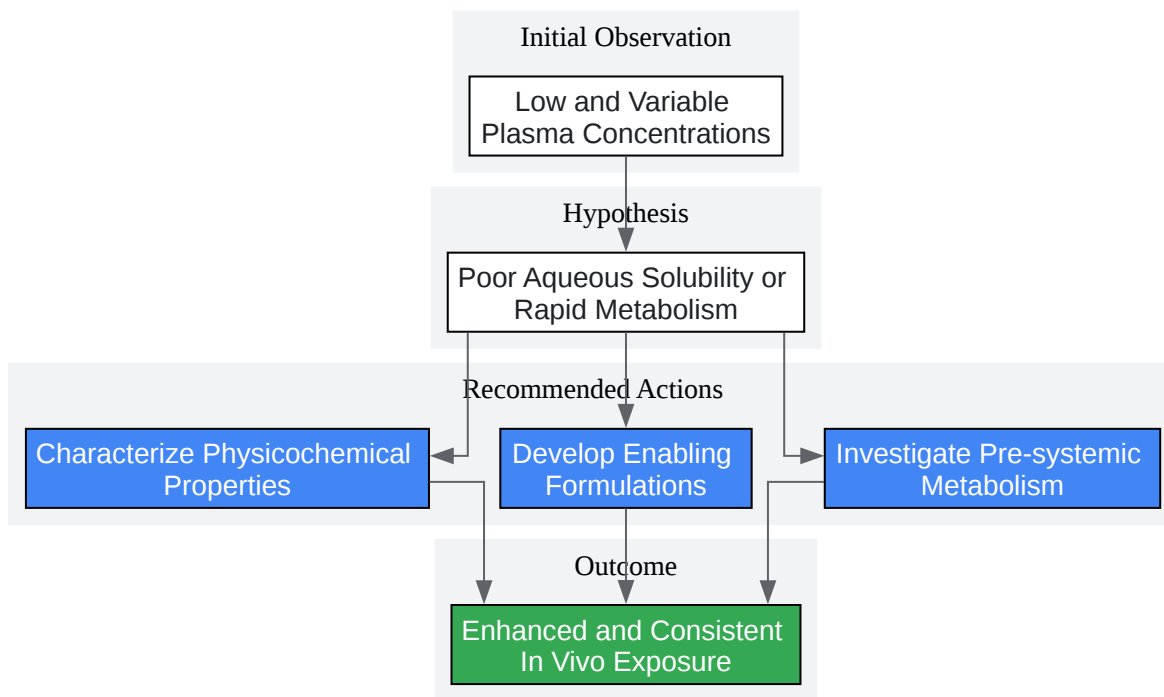 Initial Observation
Low and Variable
Plasma Concentrations
Hypothesis
Poor Aqueous Solubility or
Rapid Metabolism
Recommended Actions
Characterize Physicochemical
Properties
Develop Enabling
Formulations
Investigate Pre-systemic
Metabolism
Outcome
Enhanced and Consistent
In Vivo Exposure